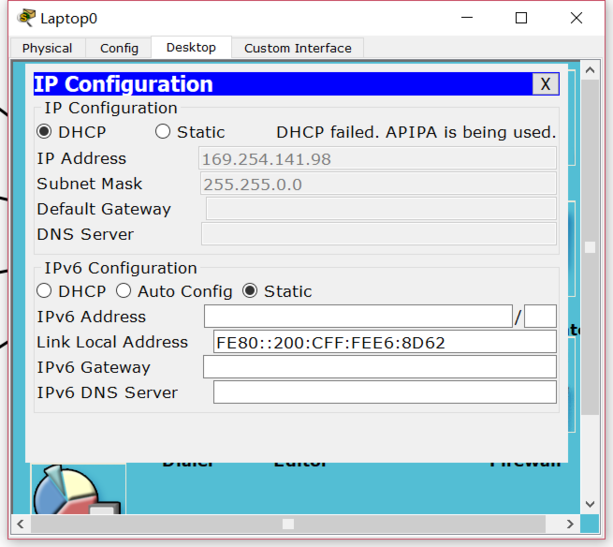 Laptop0
Physical Config Desktop Custom Interface
IP Configuration X
IP Configuration
DHCP Static DHCP failed. APIPA is being used.
IP Address 169.254.141.98
Subnet Mask 255.255.0.0
Default Gateway
DNS Server
IPv6 Configuration
DHCP Auto Config Static
IPv6 Address /
Link Local Address FE80::200:CFF:FEE6:8D62
IPv6 Gateway
IPv6 DNS Server
Dialer Editor Firewall